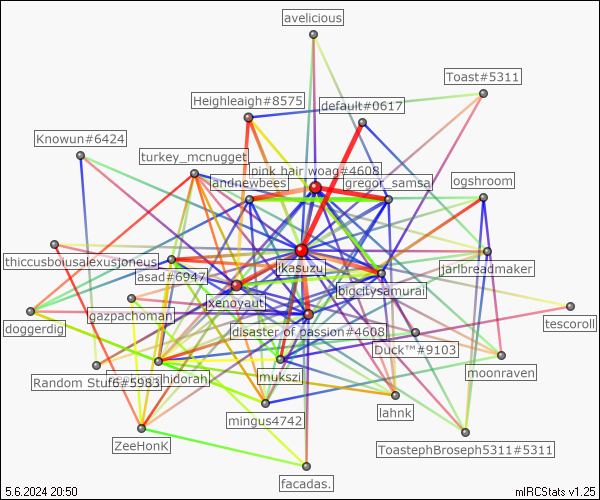 avelicious
Toast#5311
Heighleaigh#8575
default#0617
Knowun#6424
turkey_mcnugget
pink hair woag#4608
andnewbees
gregor_samsa
ogshroom
thiccusbousalexusjoneus
ikasuzu
jarlbreadmaker
asad#6947
bigcitysamurai
xenoyaut
gazpachoman
doggerdig
disaster of passion#4608
tescoroll
Duck™#9103
moonraven
Random Stuf6#5983
hidorah
mukszi
mingus4742
lahnk
ZeeHonK
ToastephBroseph5311#5311
facadas.
5.6.2024 20:50
mIRCStats v1.25